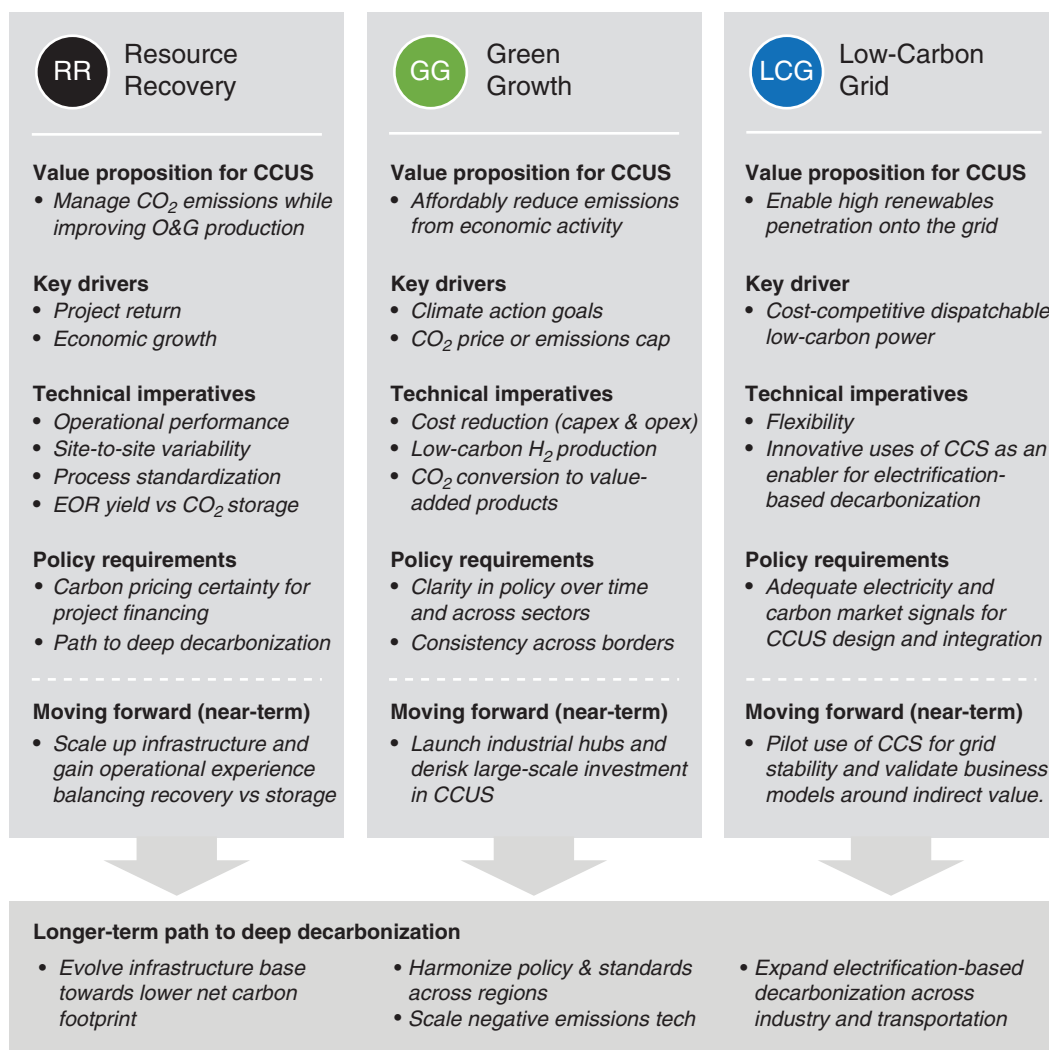 RR
Resource
Recovery
Value proposition for CCUS
• Manage CO₂ emissions while
improving O&G production
Key drivers
• Project return
• Economic growth
Technical imperatives
• Operational performance
• Site-to-site variability
• Process standardization
• EOR yield vs CO₂ storage
Policy requirements
• Carbon pricing certainty for
project financing
• Path to deep decarbonization
Moving forward (near-term)
• Scale up infrastructure and
gain operational experience
balancing recovery vs storage
GG
Green
Growth
Value proposition for CCUS
• Affordably reduce emissions
from economic activity
Key drivers
• Climate action goals
• CO₂ price or emissions cap
Technical imperatives
• Cost reduction (capex & opex)
• Low-carbon H₂ production
• CO₂ conversion to value-
added products
Policy requirements
• Clarity in policy over time
and across sectors
• Consistency across borders
Moving forward (near-term)
• Launch industrial hubs and
derisk large-scale investment
in CCUS
LCG
Low-Carbon
Grid
Value proposition for CCUS
• Enable high renewables
penetration onto the grid
Key driver
• Cost-competitive dispatchable
low-carbon power
Technical imperatives
• Flexibility
• Innovative uses of CCS as an
enabler for electrification-
based decarbonization
Policy requirements
• Adequate electricity and
carbon market signals for
CCUS design and integration
Moving forward (near-term)
• Pilot use of CCS for grid
stability and validate business
models around indirect value.
Longer-term path to deep decarbonization
• Evolve infrastructure base
towards lower net carbon
footprint
• Harmonize policy & standards
across regions
• Scale negative emissions tech
• Expand electrification-based
decarbonization across
industry and transportation